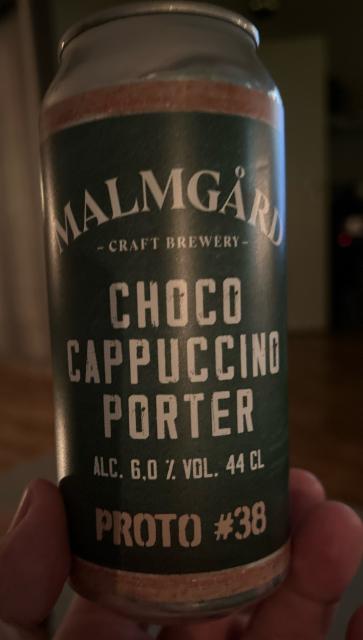 MALMGÅRD
- CRAFT BREWERY -
CHOCO
CAPPUCCINO
PORTER
ALC. 6,0 % VOL. 44 CL
PROTO #38